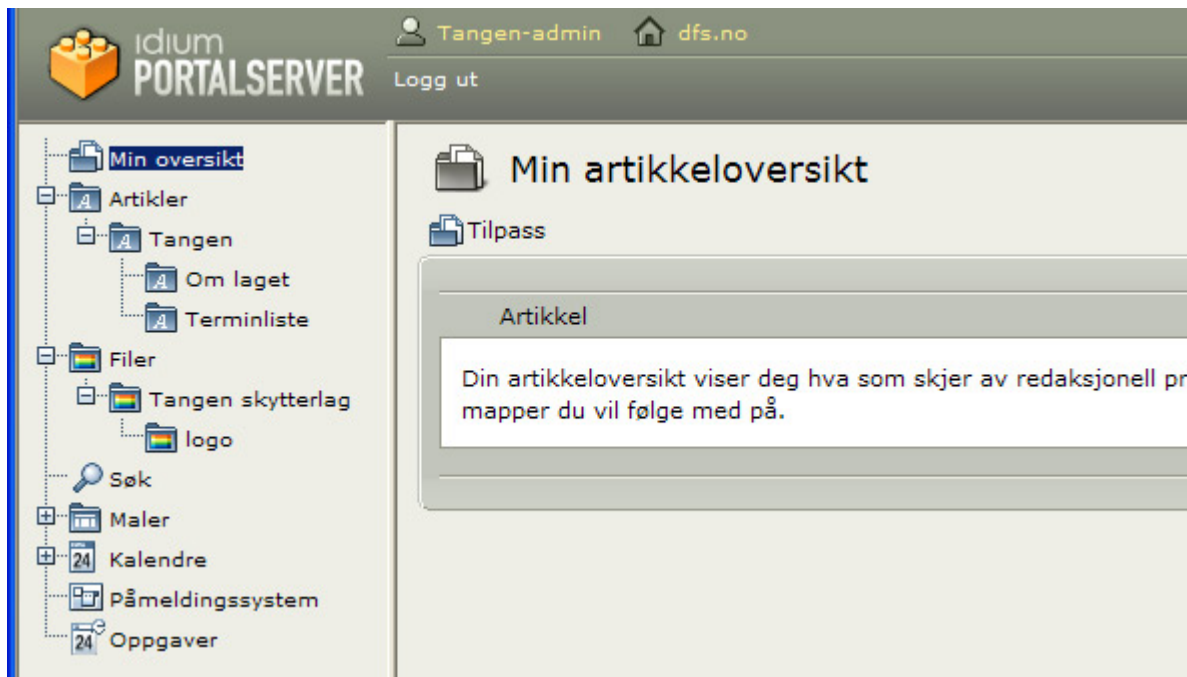 idium
PORTALSERVER
Tangen-admin
dfs.no
Logg ut
Min oversikt
Artikler
Tangen
Om laget
Terminliste
Filer
Tangen skytterlag
logo
Søk
Maler
24 Kalendre
Påmeldingssystem
24 Oppgaver
Min artikkeloversikt
Tilpass
Artikkel
Din artikkeloversikt viser deg hva som skjer av redaksjonell pr
mapper du vil følge med på.